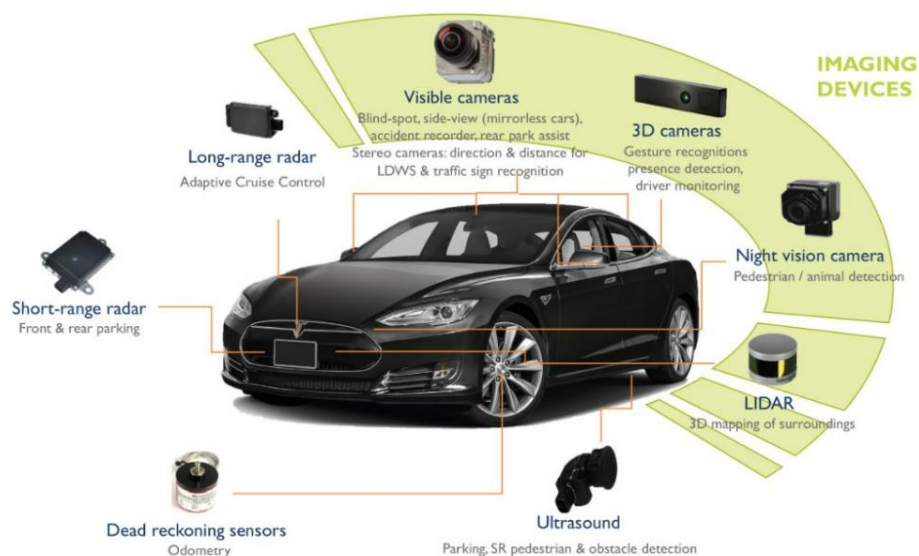 IMAGING
DEVICES
Visible cameras
Blind-spot, side-view (mirrorless cars),
accident recorder, rear park assist
Stereo cameras: direction & distance for
LDWS & traffic sign recognition
3D cameras
Gesture recognitions
presence detection,
driver monitoring
Long-range radar
Adaptive Cruise Control
Night vision camera
Pedestrian / animal detection
Short-range radar
Front & rear parking
LIDAR
3D mapping of surroundings
Dead reckoning sensors
Odometry
Ultrasound
Parking, SR pedestrian & obstacle detection